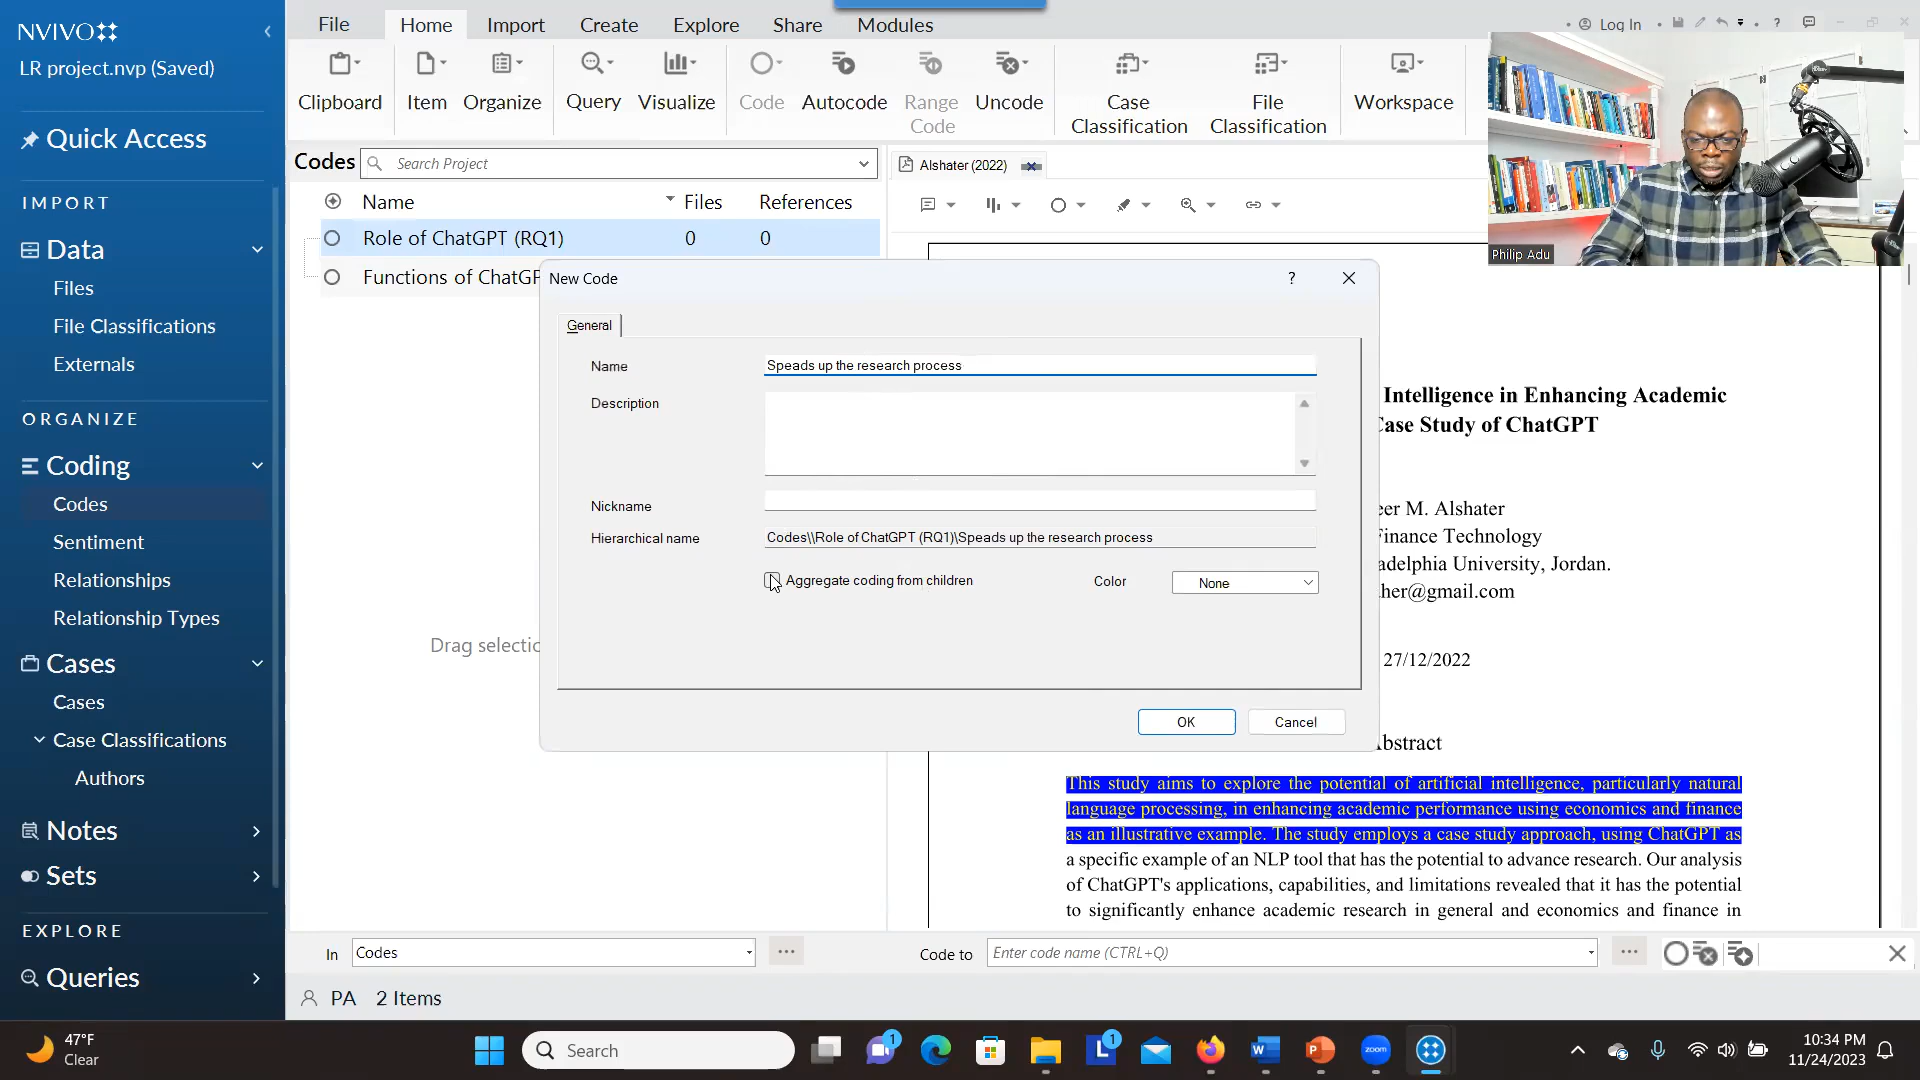 NVIVO
LR project.nvp (Saved)
Quick Access
IMPORT
Data
Files
File Classifications
Externals
ORGANIZE
Coding
Codes
Sentiment
Relationships
Relationship Types
Cases
Cases
Case Classifications
Authors
Notes
Sets
EXPLORE
Queries
File Home Import Create Explore Share Modules
Log In ?
Clipboard Item Organize Query Visualize Code Autocode Range Code Uncode Case Classification File Classification Workspace
Codes Search Project
Name Files References
Role of ChatGPT (RQ1) 0 0
Functions of ChatGP
Drag selectio
Alshater (2022)
Philip Adu
New Code ?
General
Name Speads up the research process
Description
Nickname
Hierarchical name Codes\\Role of ChatGPT (RQ1)\Speads up the research process
Aggregate coding from children Color None
OK Cancel
Intelligence in Enhancing Academic
Case Study of ChatGPT
eer M. Alshater
Finance Technology
adelphia University, Jordan.
her@gmail.com
27/12/2022
Abstract
This study aims to explore the potential of artificial intelligence, particularly natural
language processing, in enhancing academic performance using economics and finance
as an illustrative example. The study employs a case study approach, using ChatGPT as
a specific example of an NLP tool that has the potential to advance research. Our analysis
of ChatGPT's applications, capabilities, and limitations revealed that it has the potential
to significantly enhance academic research in general and economics and finance in
In Codes ... Code to Enter code name (CTRL+Q) ...
PA 2 Items
47°F
Clear
Search
1
L 1
W
P
zoom
10:34 PM
11/24/2023